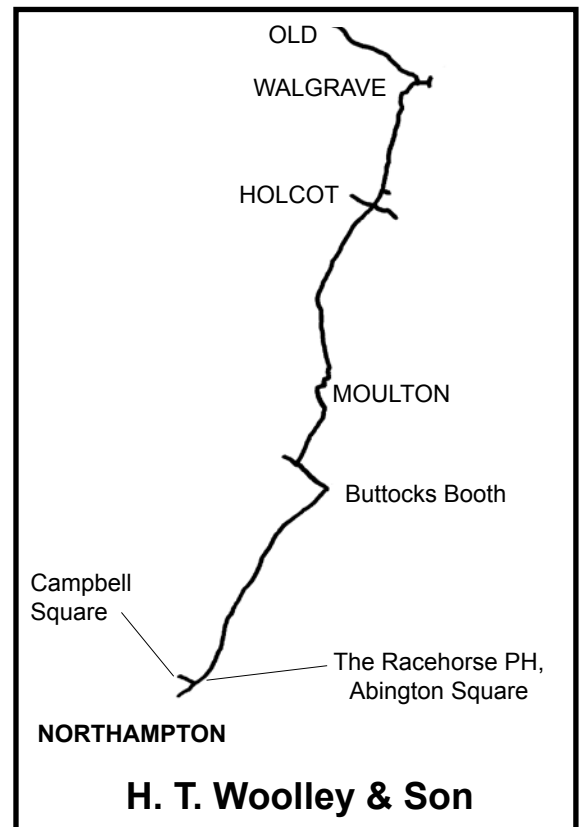 OLD
WALGRAVE
HOLCOT
MOULTON
Buttocks Booth
Campbell
Square
The Racehorse PH,
Abington Square
NORTHAMPTON
H. T. Woolley & Son